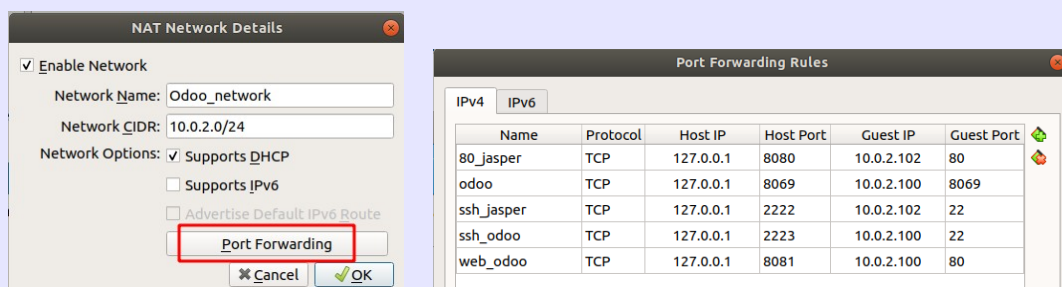 NAT Network Details
Enable Network
Network Name: Odoo_network
Network CIDR: 10.0.2.0/24
Network Options: Supports DHCP
Supports IPv6
Advertise Default IPv6 Route
Port Forwarding
Cancel OK
Port Forwarding Rules
IPv4 IPv6
Name Protocol Host IP Host Port Guest IP Guest Port
80_jasper TCP 127.0.0.1 8080 10.0.2.102 80
odoo TCP 127.0.0.1 8069 10.0.2.100 8069
ssh_jasper TCP 127.0.0.1 2222 10.0.2.102 22
ssh_odoo TCP 127.0.0.1 2223 10.0.2.100 22
web_odoo TCP 127.0.0.1 8081 10.0.2.100 80